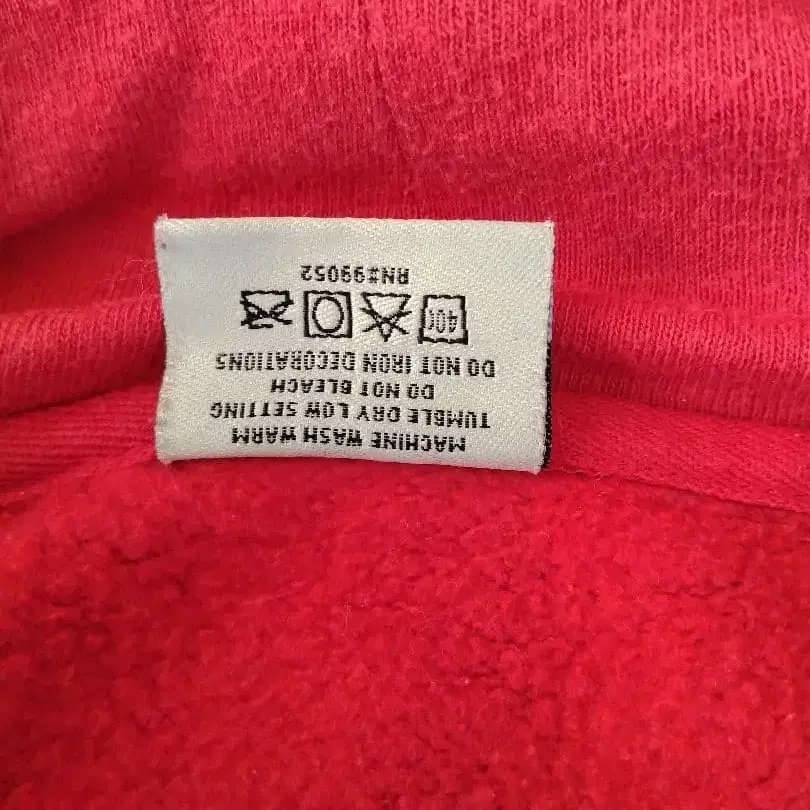 MACHINE WASH WARM
TUMBLE DRY LOW SETTING
DO NOT BLEACH
DO NOT IRON DECORATIONS
40C
RN#99052